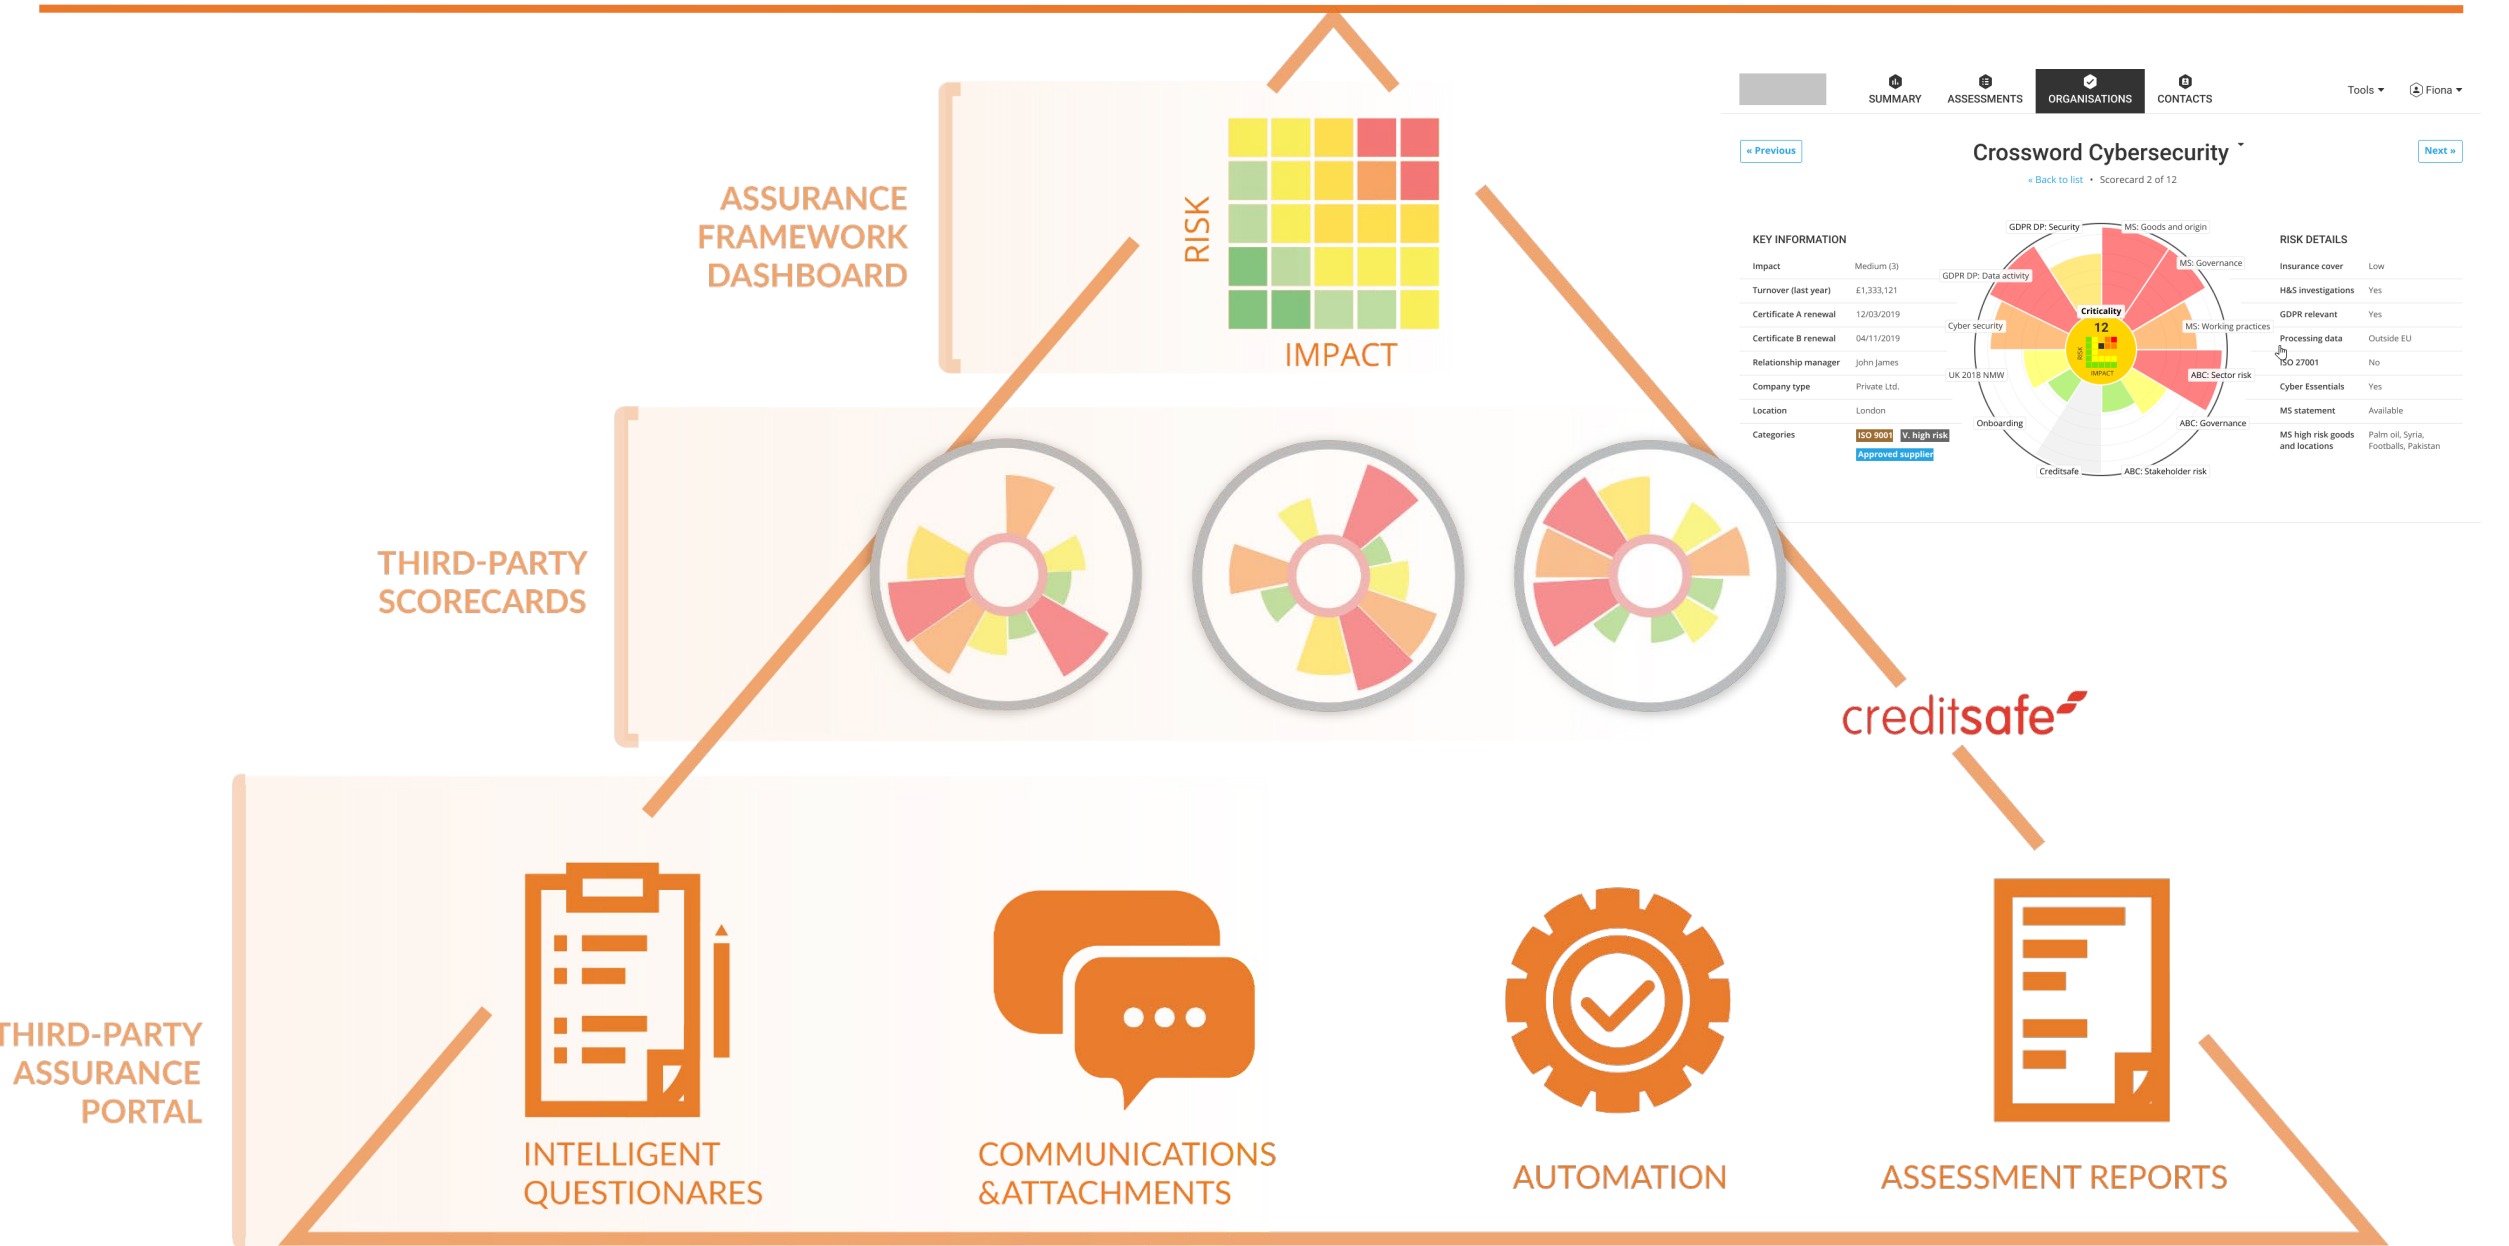 ASSURANCE
FRAMEWORK
DASHBOARD
RISK
IMPACT
SUMMARY
ASSESSMENTS
ORGANISATIONS
CONTACTS
Tools
Fiona
« Previous
Crossword Cybersecurity
Next »
« Back to list • Scorecard 2 of 12
KEY INFORMATION
Impact Medium (3)
Turnover (last year) £1,333,121
Certificate A renewal 12/03/2019
Certificate B renewal 04/11/2019
Relationship manager John James
Company type Private Ltd.
Location London
Categories ISO 9001 V. high risk
Approved supplier
GDPR DP: Security
MS: Goods and origin
GDPR DP: Data activity
MS: Governance
Cyber security
MS: Working practices
UK 2018 NMW
ABC: Sector risk
Onboarding
ABC: Governance
Creditsafe
ABC: Stakeholder risk
Criticality
12
RISK
IMPACT
RISK DETAILS
Insurance cover Low
H&S investigations Yes
GDPR relevant Yes
Processing data Outside EU
ISO 27001 No
Cyber Essentials Yes
MS statement Available
MS high risk goods Palm oil, Syria,
and locations Footballs, Pakistan
THIRD-PARTY
SCORECARDS
creditsafe
THIRD-PARTY
ASSURANCE
PORTAL
INTELLIGENT
QUESTIONARES
COMMUNICATIONS
&ATTACHMENTS
AUTOMATION
ASSESSMENT REPORTS